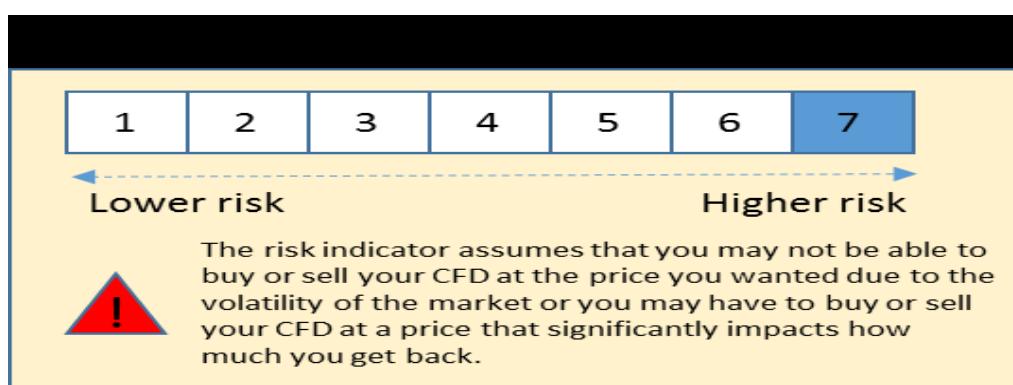 1 2 3 4 5 6 7
Lower risk Higher risk
The risk indicator assumes that you may not be able to
buy or sell your CFD at the price you wanted due to the
volatility of the market or you may have to buy or sell
your CFD at a price that significantly impacts how
much you get back.
!